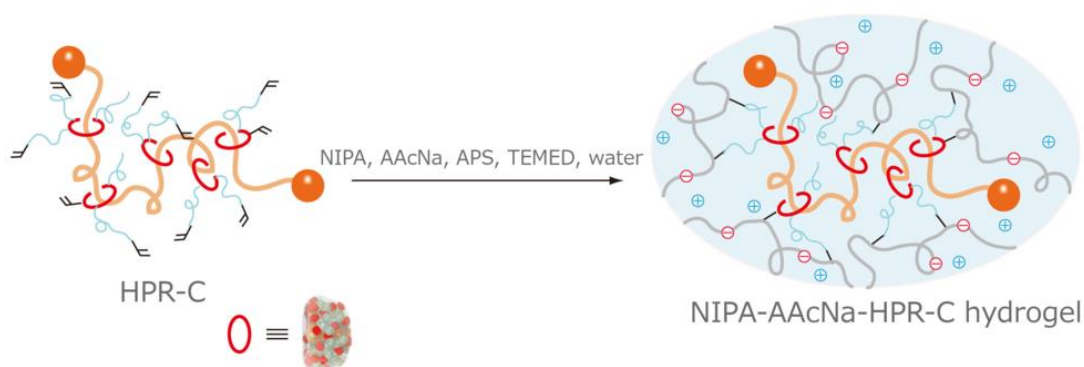 NIPA, AAcNa, APS, TEMED, water
HPR-C
NIPA-AAcNa-HPR-C hydrogel